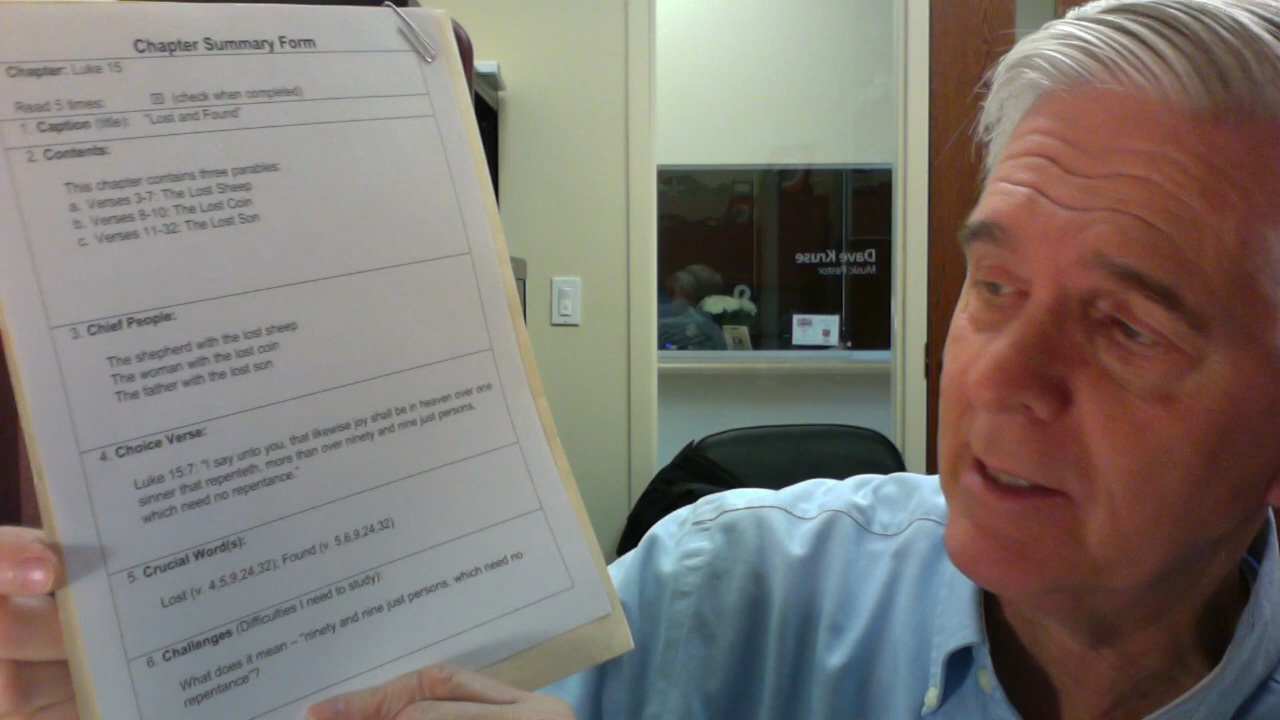 Chapter Summary Form
Chapter: Luke 15
Read 5 times: ☒ (check when completed)
1. Caption (title): "Lost and Found"
2. Contents:
This chapter contains three parables:
a. Verses 3-7: The Lost Sheep
b. Verses 8-10: The Lost Coin
c. Verses 11-32: The Lost Son
3. Chief People:
The shepherd with the lost sheep
The woman with the lost coin
The father with the lost son
4. Choice Verse:
Luke 15:7: "I say unto you, that likewise joy shall be in heaven over one
sinner that repenteth, more than over ninety and nine just persons,
which need no repentance."
5. Crucial Word(s):
Lost (v. 4,5,9,24,32); Found (v. 5,6,9,24,32)
6. Challenges (Difficulties I need to study):
What does it mean – "ninety and nine just persons, which need no
repentance"?
Dave Kruse
Music Pastor